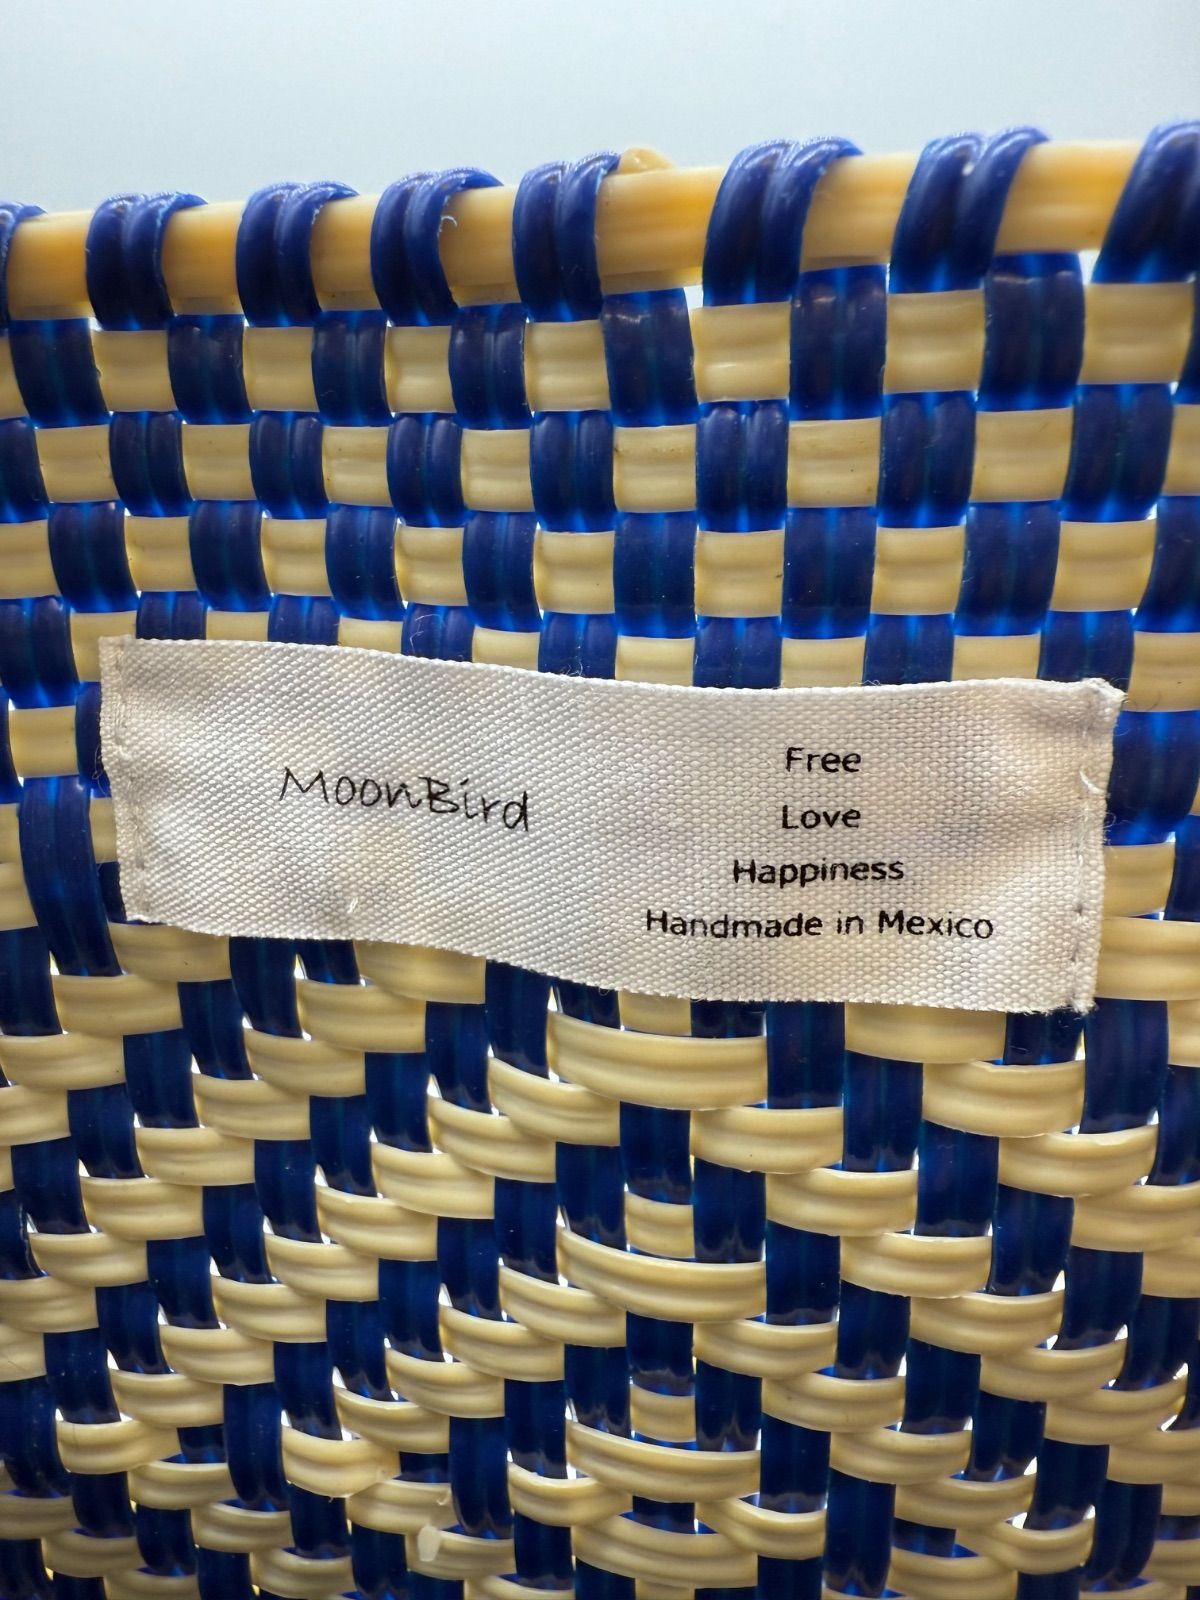 MoonBird
Free
Love
Happiness
Handmade in Mexico